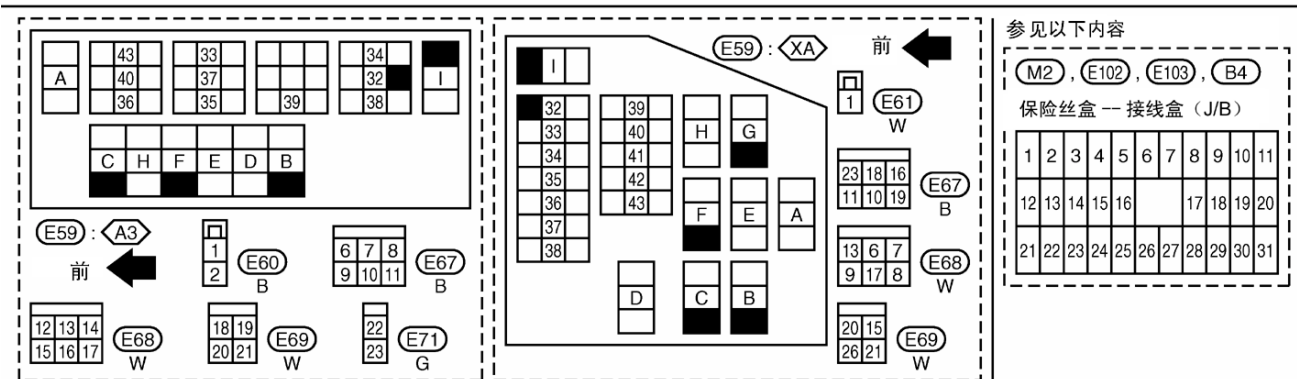 43 33 34
A 40 37 32 I
36 35 39 38
C H F E D B
E59 : A3
前
1
2
E60
B
6 7 8
9 10 11
E67
B
12 13 14
15 16 17
E68
W
18 19
20 21
E69
W
22
23
E71
G
E59 : XA
前
I
32 39
33 40
34 41
35 42
36 43
37
38
H G
F E A
D C B
1
E61
W
23 18 16
11 10 19
E67
B
13 6 7
9 17 8
E68
W
20 15
26 21
E69
W
参见以下内容
M2 , E102 , E103 , B4
保险丝盒 -- 接线盒（J/B）
1 2 3 4 5 6 7 8 9 10 11
12 13 14 15 16 17 18 19 20
21 22 23 24 25 26 27 28 29 30 31